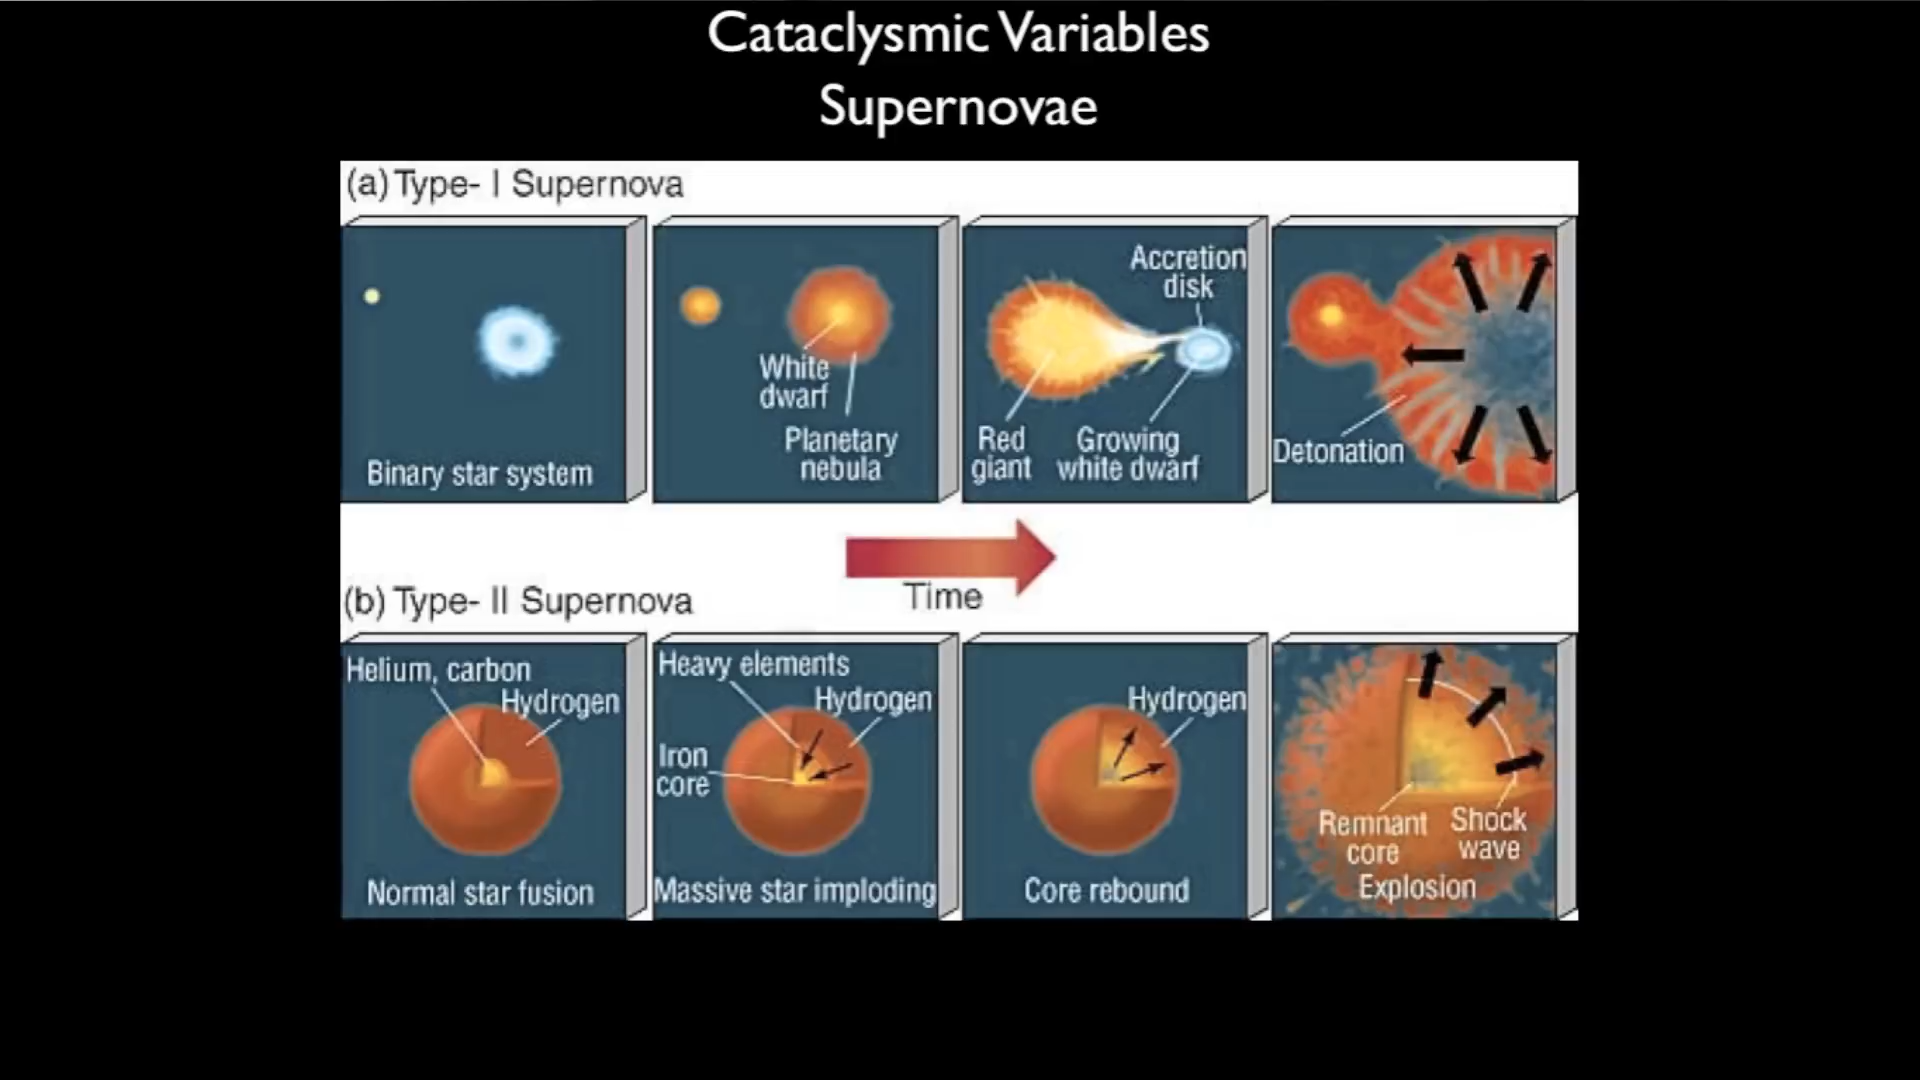 Cataclysmic Variables
Supernovae
(a) Type- I Supernova
Binary star system
White
dwarf
Planetary
nebula
Accretion
disk
Red
giant
Growing
white dwarf
Detonation
Time
(b) Type- II Supernova
Helium, carbon
Hydrogen
Normal star fusion
Heavy elements
Hydrogen
Iron
core
Massive star imploding
Hydrogen
Core rebound
Remnant
core
Shock
wave
Explosion